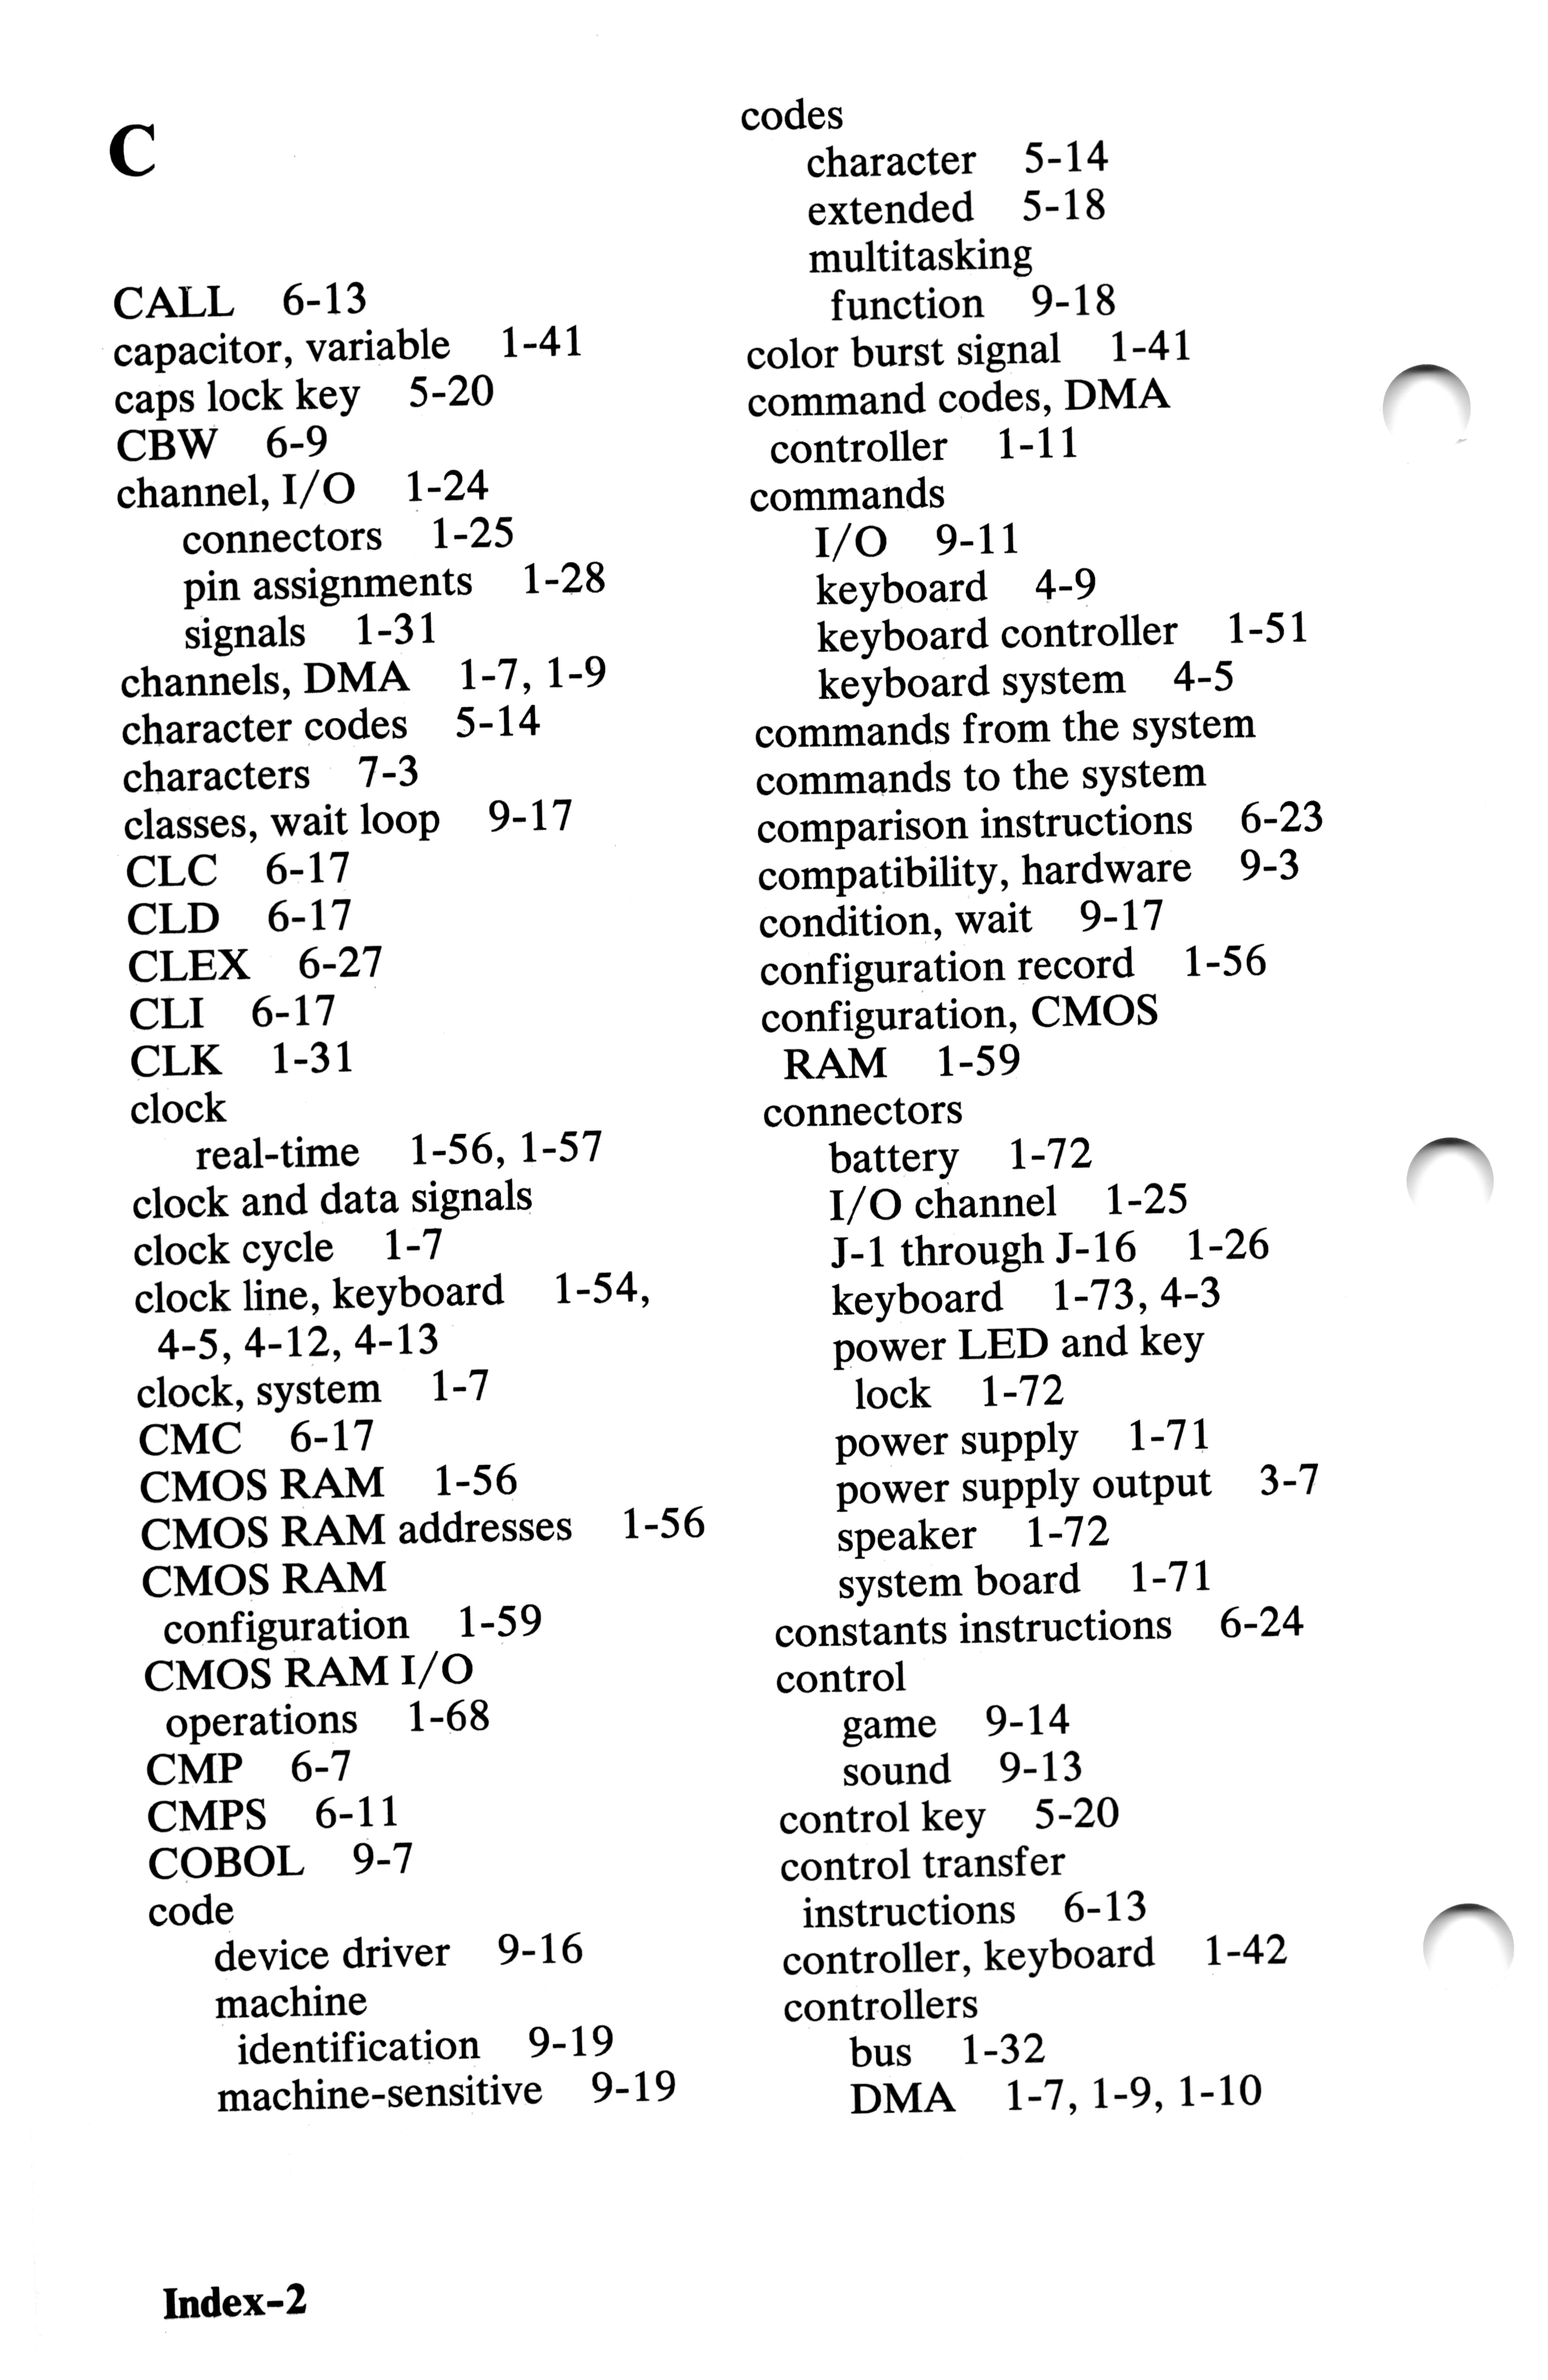 C
CALL 6-13
capacitor, variable 1-41
caps lock key 5-20
CBW 6-9
channel, I/O 1-24
connectors 1-25
pin assignments 1-28
signals 1-31
channels, DMA 1-7, 1-9
character codes 5-14
characters 7-3
classes, wait loop 9-17
CLC 6-17
CLD 6-17
CLEX 6-27
CLI 6-17
CLK 1-31
clock
real-time 1-56, 1-57
clock and data signals
clock cycle 1-7
clock line, keyboard 1-54,
4-5, 4-12, 4-13
clock, system 1-7
CMC 6-17
CMOS RAM 1-56
CMOS RAM addresses 1-56
CMOS RAM
configuration 1-59
CMOS RAM I/O
operations 1-68
CMP 6-7
CMPS 6-11
COBOL 9-7
code
device driver 9-16
machine
identification 9-19
machine-sensitive 9-19
codes
character 5-14
extended 5-18
multitasking
function 9-18
color burst signal 1-41
command codes, DMA
controller 1-11
commands
I/O 9-11
keyboard 4-9
keyboard controller 1-51
keyboard system 4-5
commands from the system
commands to the system
comparison instructions 6-23
compatibility, hardware 9-3
condition, wait 9-17
configuration record 1-56
configuration, CMOS
RAM 1-59
connectors
battery 1-72
I/O channel 1-25
J-1 through J-16 1-26
keyboard 1-73, 4-3
power LED and key
lock 1-72
power supply 1-71
power supply output 3-7
speaker 1-72
system board 1-71
constants instructions 6-24
control
game 9-14
sound 9-13
control key 5-20
control transfer
instructions 6-13
controller, keyboard 1-42
controllers
bus 1-32
DMA 1-7, 1-9, 1-10
Index-2